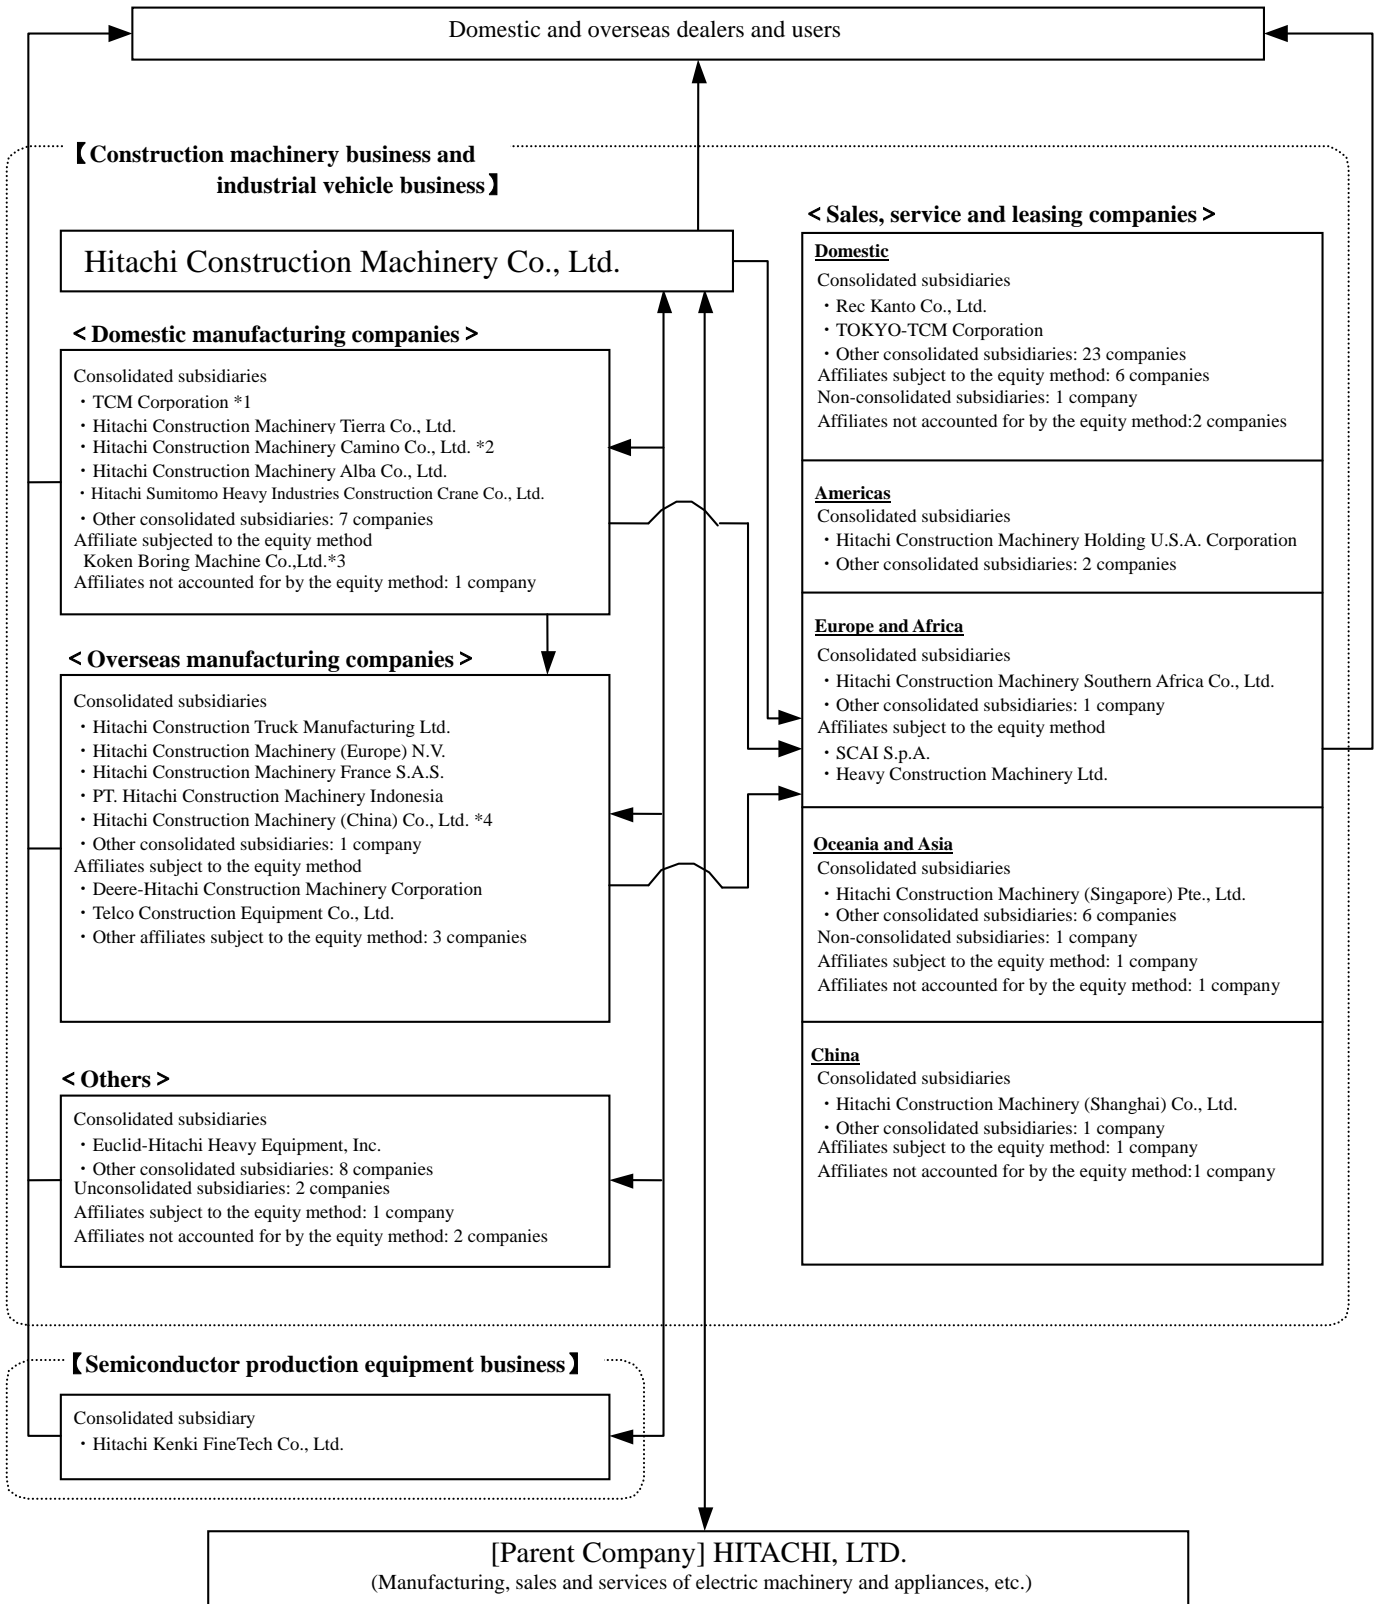 Domestic and overseas dealers and users
【Construction machinery business and
industrial vehicle business】
Hitachi Construction Machinery Co., Ltd.
＜Domestic manufacturing companies＞
Consolidated subsidiaries
・TCM Corporation *1
・Hitachi Construction Machinery Tierra Co., Ltd.
・Hitachi Construction Machinery Camino Co., Ltd. *2
・Hitachi Construction Machinery Alba Co., Ltd.
・Hitachi Sumitomo Heavy Industries Construction Crane Co., Ltd.
・Other consolidated subsidiaries: 7 companies
Affiliate subjected to the equity method
Koken Boring Machine Co.,Ltd.*3
Affiliates not accounted for by the equity method: 1 company
＜Overseas manufacturing companies＞
Consolidated subsidiaries
・Hitachi Construction Truck Manufacturing Ltd.
・Hitachi Construction Machinery (Europe) N.V.
・Hitachi Construction Machinery France S.A.S.
・PT. Hitachi Construction Machinery Indonesia
・Hitachi Construction Machinery (China) Co., Ltd. *4
・Other consolidated subsidiaries: 1 company
Affiliates subject to the equity method
・Deere-Hitachi Construction Machinery Corporation
・Telco Construction Equipment Co., Ltd.
・Other affiliates subject to the equity method: 3 companies
＜Others＞
Consolidated subsidiaries
・Euclid-Hitachi Heavy Equipment, Inc.
・Other consolidated subsidiaries: 8 companies
Unconsolidated subsidiaries: 2 companies
Affiliates subject to the equity method: 1 company
Affiliates not accounted for by the equity method: 2 companies
＜Sales, service and leasing companies＞
Domestic
Consolidated subsidiaries
・Rec Kanto Co., Ltd.
・TOKYO-TCM Corporation
・Other consolidated subsidiaries: 23 companies
Affiliates subject to the equity method: 6 companies
Non-consolidated subsidiaries: 1 company
Affiliates not accounted for by the equity method:2 companies
Americas
Consolidated subsidiaries
・Hitachi Construction Machinery Holding U.S.A. Corporation
・Other consolidated subsidiaries: 2 companies
Europe and Africa
Consolidated subsidiaries
・Hitachi Construction Machinery Southern Africa Co., Ltd.
・Other consolidated subsidiaries: 1 company
Affiliates subject to the equity method
・SCAI S.p.A.
・Heavy Construction Machinery Ltd.
Oceania and Asia
Consolidated subsidiaries
・Hitachi Construction Machinery (Singapore) Pte., Ltd.
・Other consolidated subsidiaries: 6 companies
Non-consolidated subsidiaries: 1 company
Affiliates subject to the equity method: 1 company
Affiliates not accounted for by the equity method: 1 company
China
Consolidated subsidiaries
・Hitachi Construction Machinery (Shanghai) Co., Ltd.
・Other consolidated subsidiaries: 1 company
Affiliates subject to the equity method: 1 company
Affiliates not accounted for by the equity method:1 company
【Semiconductor production equipment business】
Consolidated subsidiary
・Hitachi Kenki FineTech Co., Ltd.
[Parent Company] HITACHI, LTD.
(Manufacturing, sales and services of electric machinery and appliances, etc.)